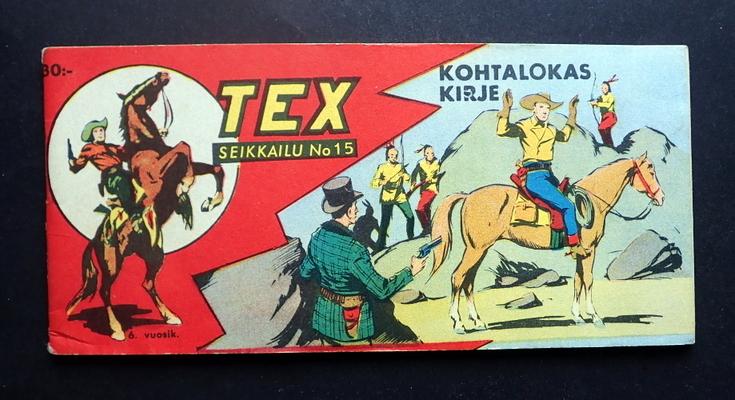 30:-
TEX
SEIKKAILU No 15
KOHTALOKAS
KIRJE
6. vuosik.